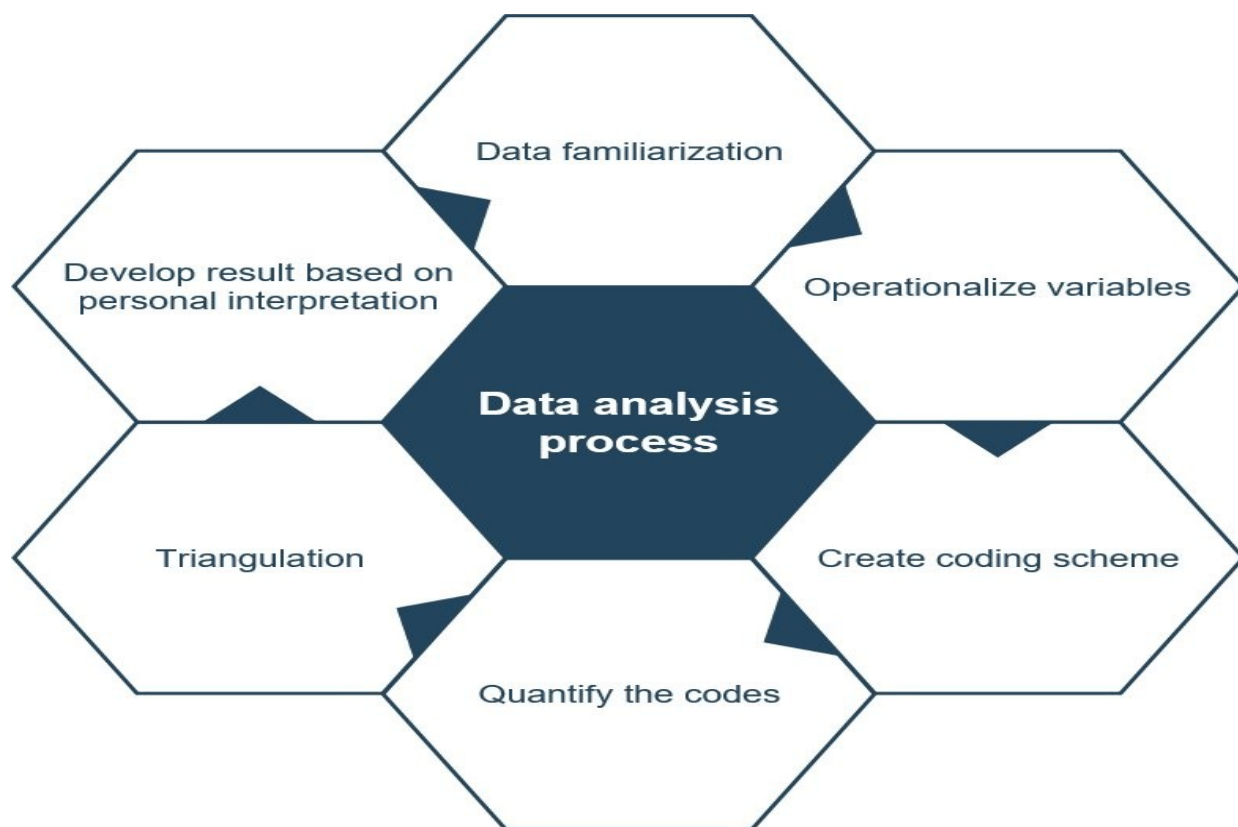 Data familiarization
Operationalize variables
Create coding scheme
Quantify the codes
Triangulation
Develop result based on
personal interpretation
Data analysis
process